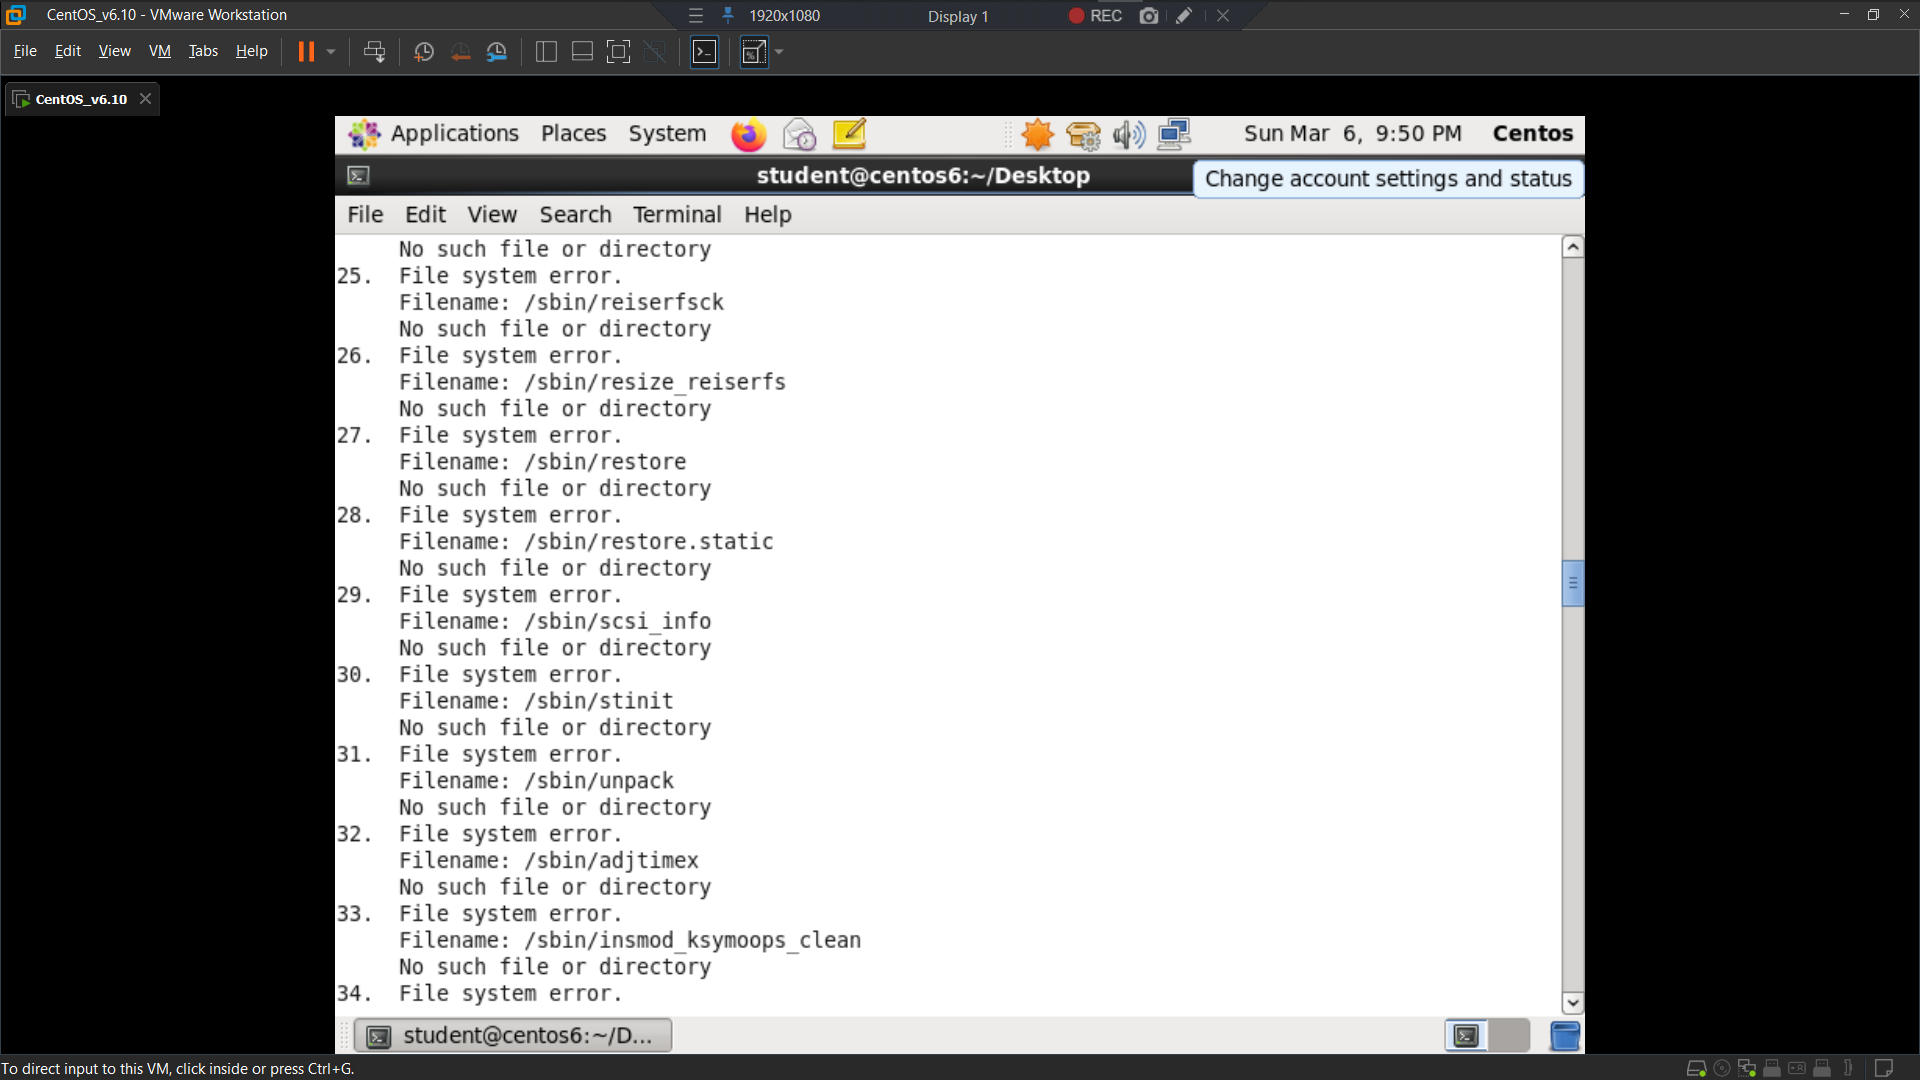 CentOS_v6.10 - VMware Workstation
1920x1080
Display 1
REC
File Edit View VM Tabs Help
CentOS_v6.10
Applications Places System
Sun Mar 6, 9:50 PM Centos
student@centos6:~/Desktop
Change account settings and status
File Edit View Search Terminal Help
No such file or directory
25. File system error.
Filename: /sbin/reiserfsck
No such file or directory
26. File system error.
Filename: /sbin/resize_reiserfs
No such file or directory
27. File system error.
Filename: /sbin/restore
No such file or directory
28. File system error.
Filename: /sbin/restore.static
No such file or directory
29. File system error.
Filename: /sbin/scsi_info
No such file or directory
30. File system error.
Filename: /sbin/stinit
No such file or directory
31. File system error.
Filename: /sbin/unpack
No such file or directory
32. File system error.
Filename: /sbin/adjtimex
No such file or directory
33. File system error.
Filename: /sbin/insmod_ksymoops_clean
No such file or directory
34. File system error.
student@centos6:~/D...
To direct input to this VM, click inside or press Ctrl+G.